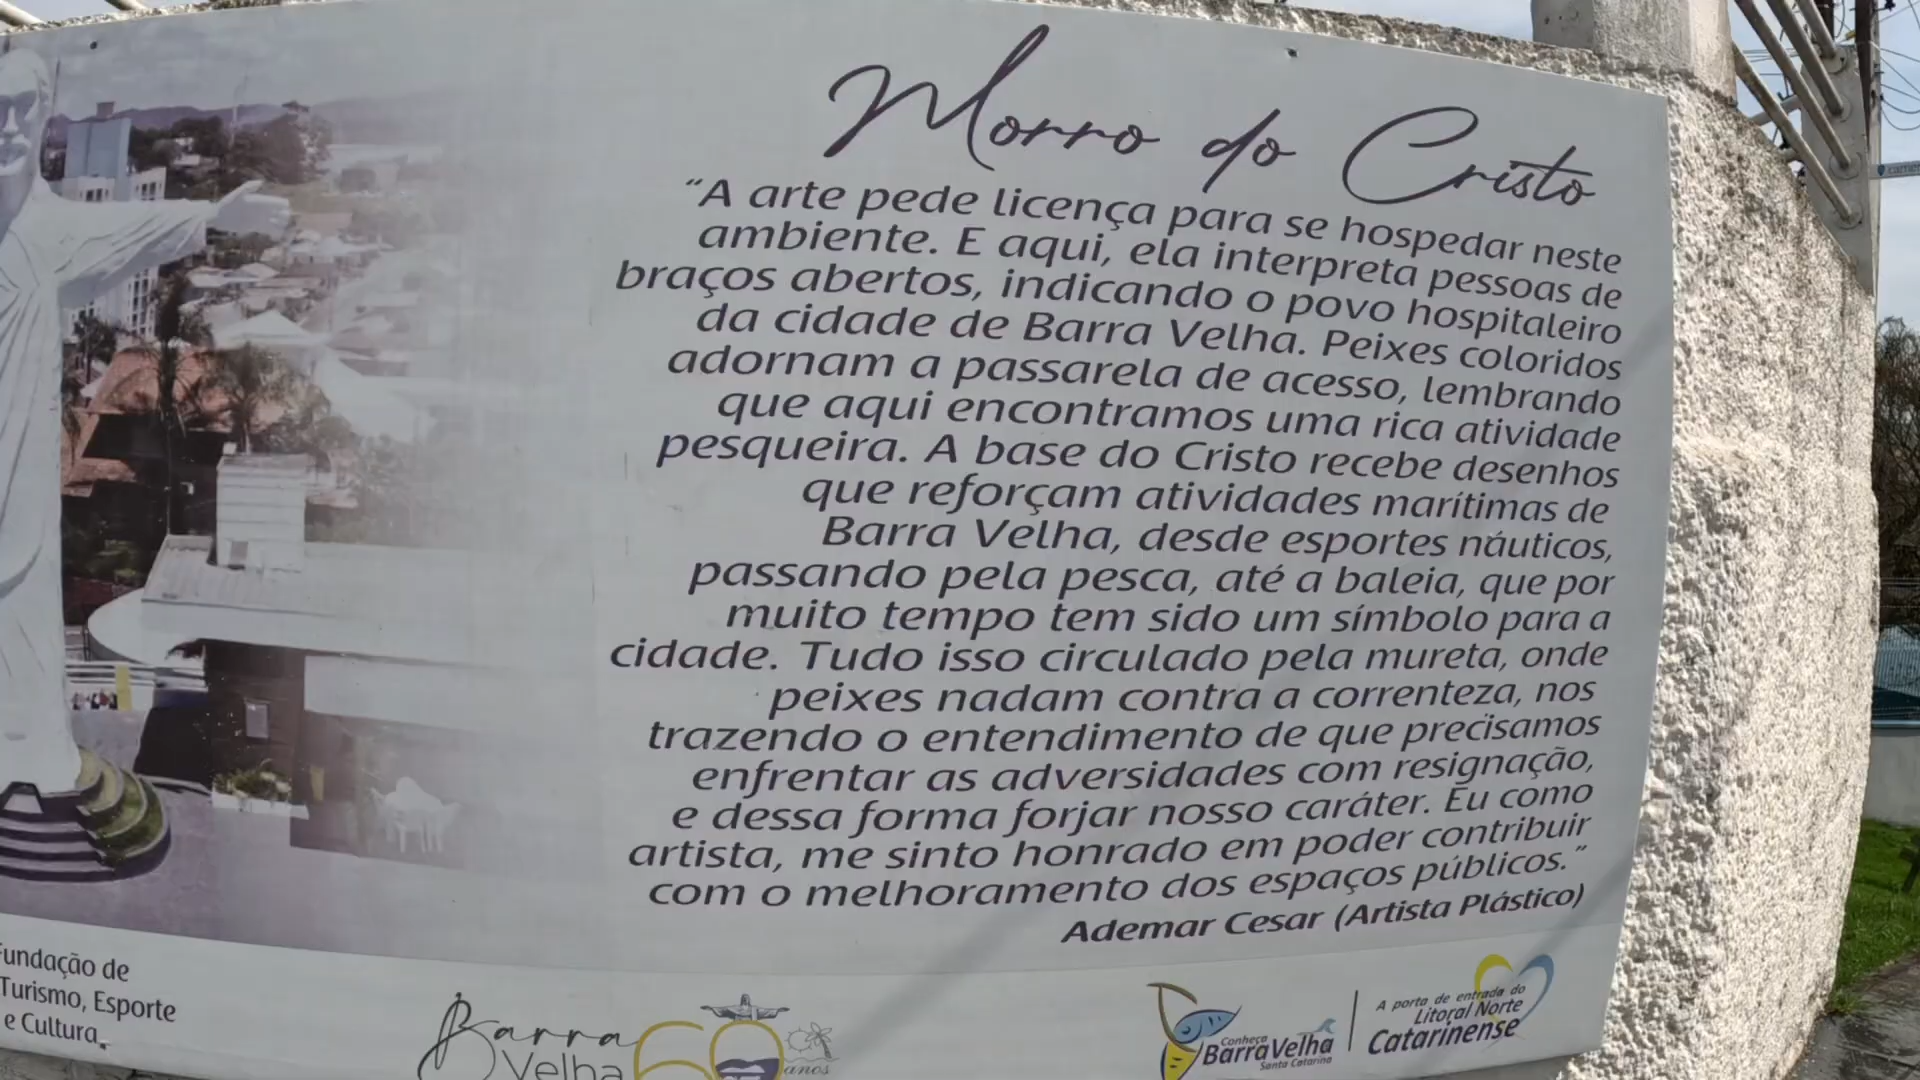 Morro do Cristo
“A arte pede licença para se hospedar neste
ambiente. E aqui, ela interpreta pessoas de
braços abertos, indicando o povo hospitaleiro
da cidade de Barra Velha. Peixes coloridos
adornam a passarela de acesso, lembrando
que aqui encontramos uma rica atividade
pesqueira. A base do Cristo recebe desenhos
que reforçam atividades marítimas de
Barra Velha, desde esportes náuticos,
passando pela pesca, até a baleia, que por
muito tempo tem sido um símbolo para a
cidade. Tudo isso circulado pela mureta, onde
peixes nadam contra a correnteza, nos
trazendo o entendimento de que precisamos
enfrentar as adversidades com resignação,
e dessa forma forjar nosso caráter. Eu como
artista, me sinto honrado em poder contribuir
com o melhoramento dos espaços públicos.”
Ademar Cesar (Artista Plástico)
Fundação de
Turismo, Esporte
e Cultura
Barra
Velha
60
anos
Conheça
Barra Velha
Santa Catarina
A porta de entrada do
Litoral Norte
Catarinense